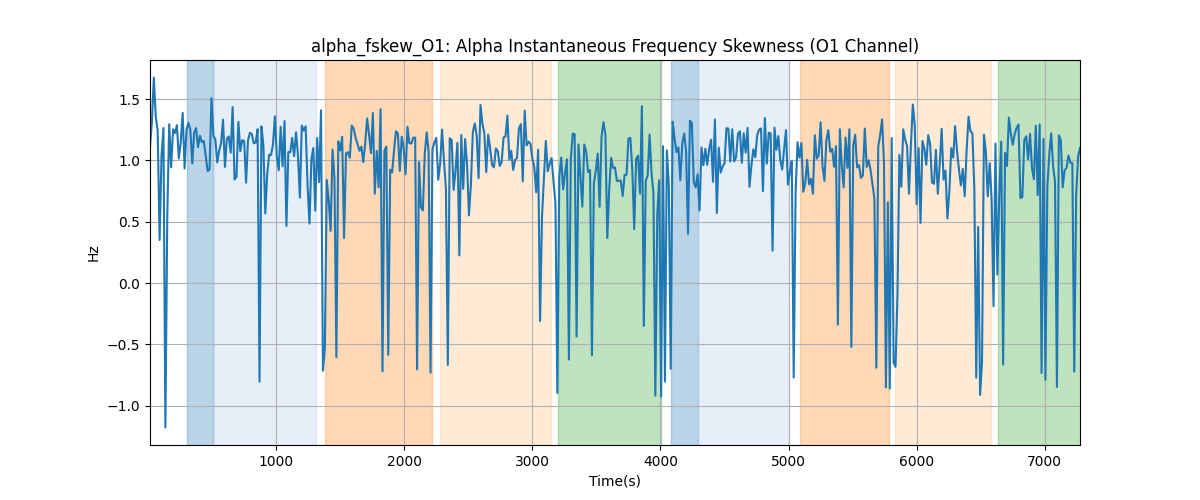 alpha_fskew_O1: Alpha Instantaneous Frequency Skewness (O1 Channel)
Hz
1.5
1.0
0.5
0.0
−0.5
−1.0
1000 2000 3000 4000 5000 6000 7000
Time(s)